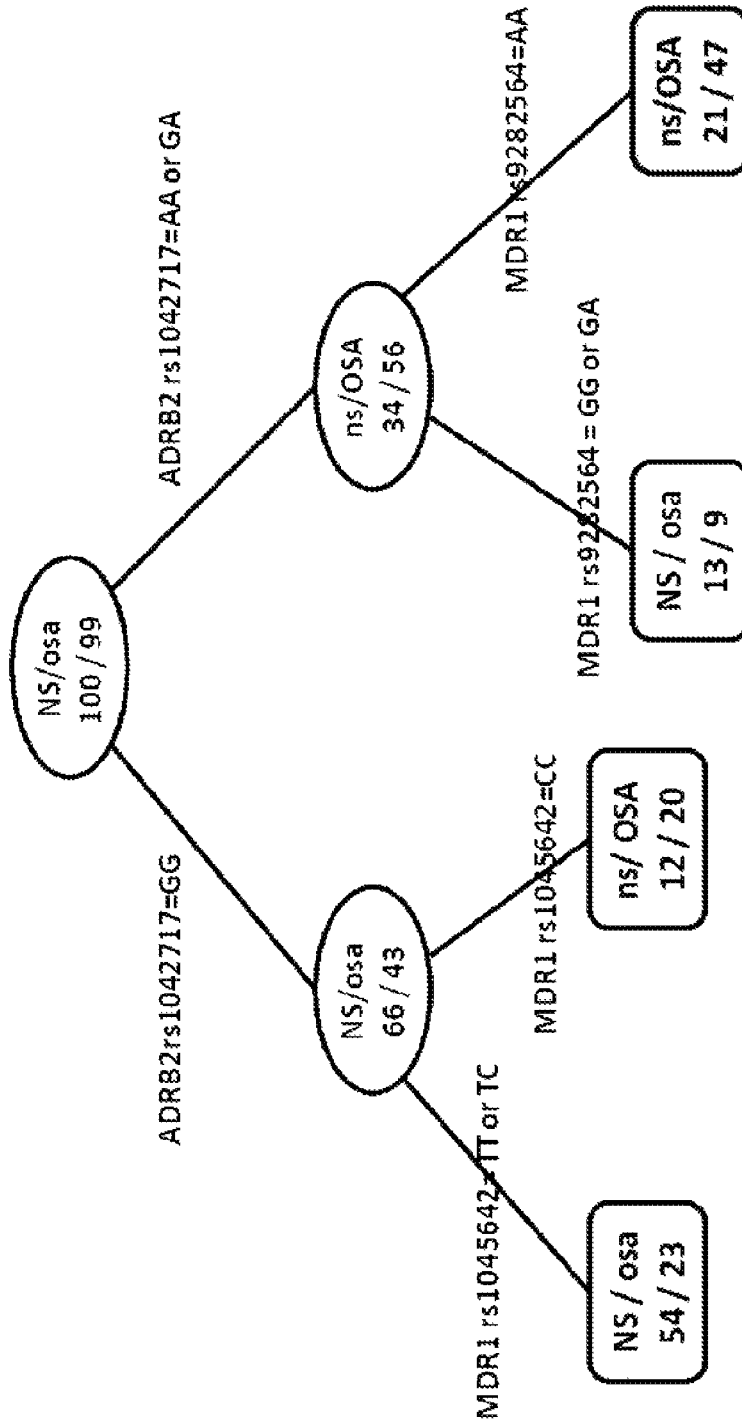 NS/osa
100 / 99
ADRB2rs1042717=GG
ADRB2 rs1042717=AA or GA
NS/osa
66 / 43
ns/OSA
34 / 56
MDR1 rs1045642=TT or TC
MDR1 rs1045642=CC
MDR1 rs9282564 = GG or GA
MDR1 rs9282564=AA
NS / osa
54 / 23
ns/ OSA
12 / 20
NS / osa
13 / 9
ns/OSA
21 / 47